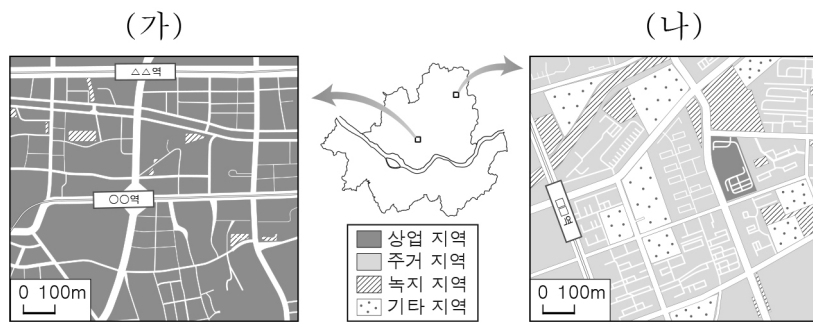 (가)
(나)
△△역
○○역
0 100m
상업 지역
주거 지역
녹지 지역
기타 지역
□□역
0 100m